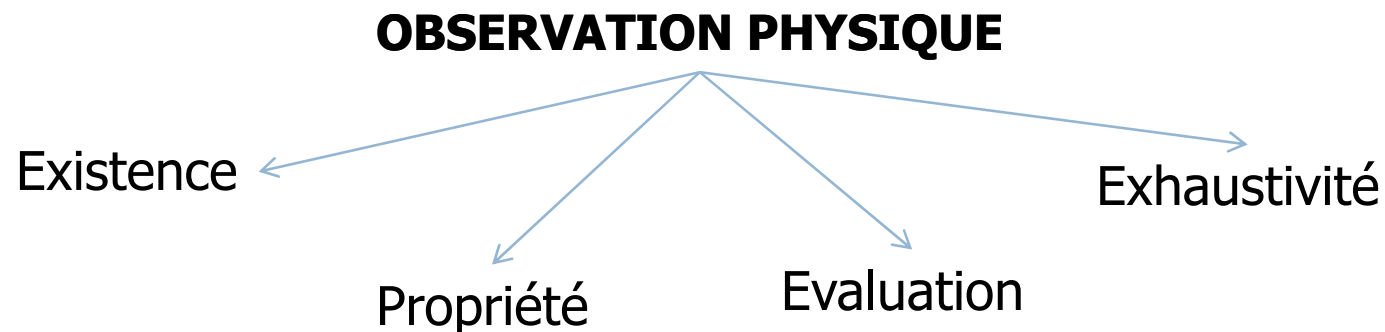 OBSERVATION PHYSIQUE
Existence
Exhaustivité
Propriété
Evaluation